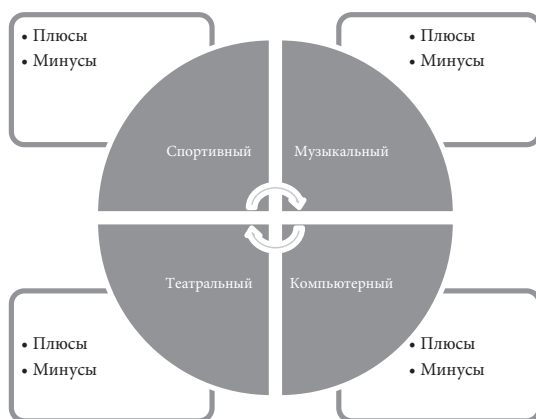 • Плюсы
• Минусы
• Плюсы
• Минусы
Спортивный
Музыкальный
Театральный
Компьютерный
• Плюсы
• Минусы
• Плюсы
• Минусы